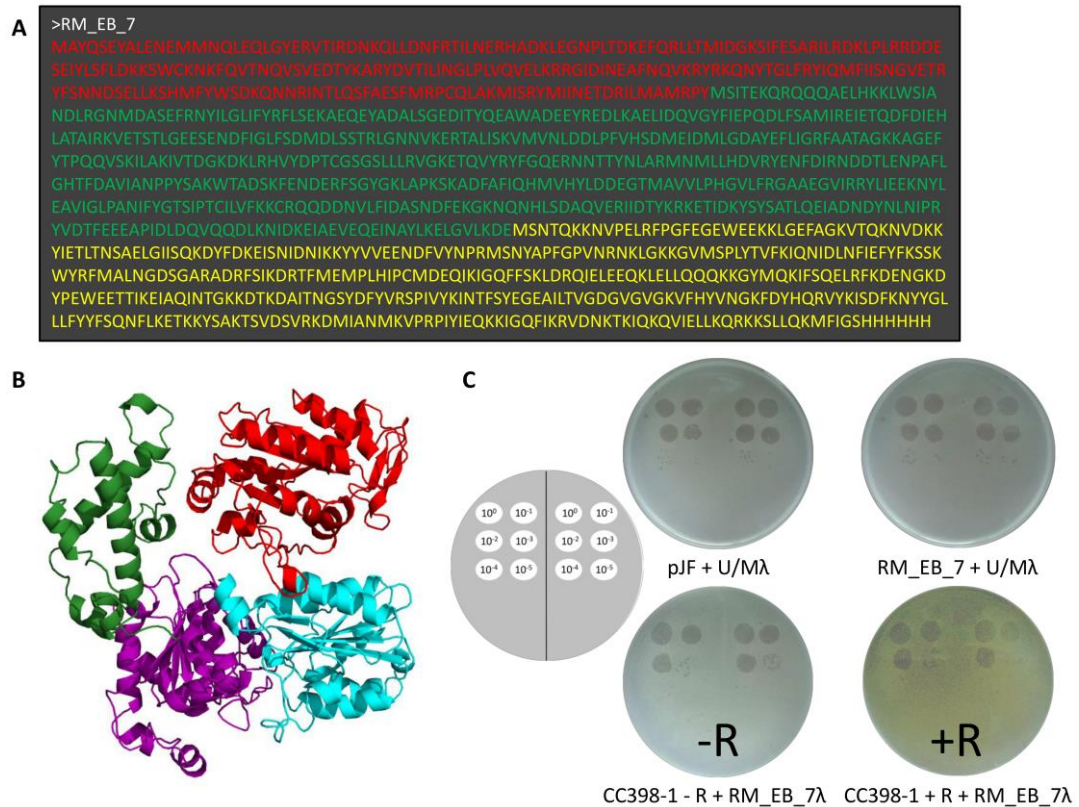 A
>RM_EB_7
MAYQSEYALENEMMNQLEQLGYERVTIRDNKQLLDNFRTILNERHADKLEGNPLTDKEFQRLLTMIDGKSIFESARILRDKLPLRRDDE
SEIYLSFLDKKSWCKNKFQVTNQVSVEDTYKARYDVTILINGLPLVQVELKRRGIDINEAFNQVKRYRKQNYTGLFRYIQMFIISNGVETR
YFSNNDSELLKSHMFYWSDKQNNRINTLQSFAESFMRPCQLAKMISRYMIINETDRILMAMRPYMSITEKQRQQQAELHKKLWSIA
NDLRGNMDASEFRNYILGLIFYRFLSEKAEQEYADALSGEDITYQEAWADEEYREDLKAELIDQVGYFIEPQDLFSAMIREIETQDFDIEH
LATAIRKVETSTLGEESENDFIGLFSDMDLSSTRLGNNVKERTALISKVMVNLDDLPFVHSDMEIDMLGDAYEFLIGRFAATAGKKAGEF
YTPQQVSKILAKIVTDGKDKLRHVYDPTCGSGSLLLRVGKETQVYRYFGQERNNTTYNLARMNMLLHDVRYENFDIRNDDTLENPAFL
GHTFDAVIANPPYSAKWTADSKFENDERFSGYGKLAPKSKADFAFIQHMVHYLDDEGTMAVVLPHGVLFRGAAEGVIRRYLIEEKNYL
EAVIGLPANIFYGTSIPTCILVFKKCRQQDDNVLFIDASNDFEKGKNQNHLSDAQVERIIDTYKRKETIDKYSYSATLQEIADNDYNLNIPR
YVDTFEEEAPIDLDQVQQDLKNIDKEIAEVEQEINAYLKELGVLKDEMSNTQKKNVPELRFPGFEGEWEEKKLGEFAGKVTQKNVDKK
YIETLTNSAELGIISQKDYFDKEISNIDNIKKYYVVEENDFVYNPRMSNYAPFGPVNRNKLGKKGVMSPLYTVFKIQNIDLNFIEFYFKSSK
WYRFMALNGDSGARADRFSIKDRTFMEMPLHIPCMDEQIKIGQFFSKLDRQIELEEQKLELLQQQKKGYMQKIFSQELRFKDENGKD
YPEWEETTIKEIAQINTGKKDTKDAITNGSYDFYVRSPIVYKINTFSYEGEAILTVGDGVGVGKVFHYVNGKFDYHQRVYKISDFKNYYGL
LLFYYFSQNFLKETKKYSAKTSVDSVRKDMIANMKVPRPIYIEQKKIGQFIKRVDNKTKIQKQVIELLKQRKKSLLQKMFIGSHHHHHH
B
C
10⁰ 10⁻¹ 10⁰ 10⁻¹
10⁻² 10⁻³ 10⁻² 10⁻³
10⁻⁴ 10⁻⁵ 10⁻⁴ 10⁻⁵
pJF + U/Mλ
RM_EB_7 + U/Mλ
-R
+R
CC398-1 - R + RM_EB_7λ
CC398-1 + R + RM_EB_7λ